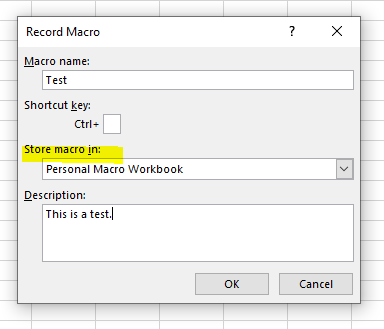 Record Macro
?
Macro name:
Test
Shortcut key:
Ctrl+
Store macro in:
Personal Macro Workbook
Description:
This is a test.
OK Cancel